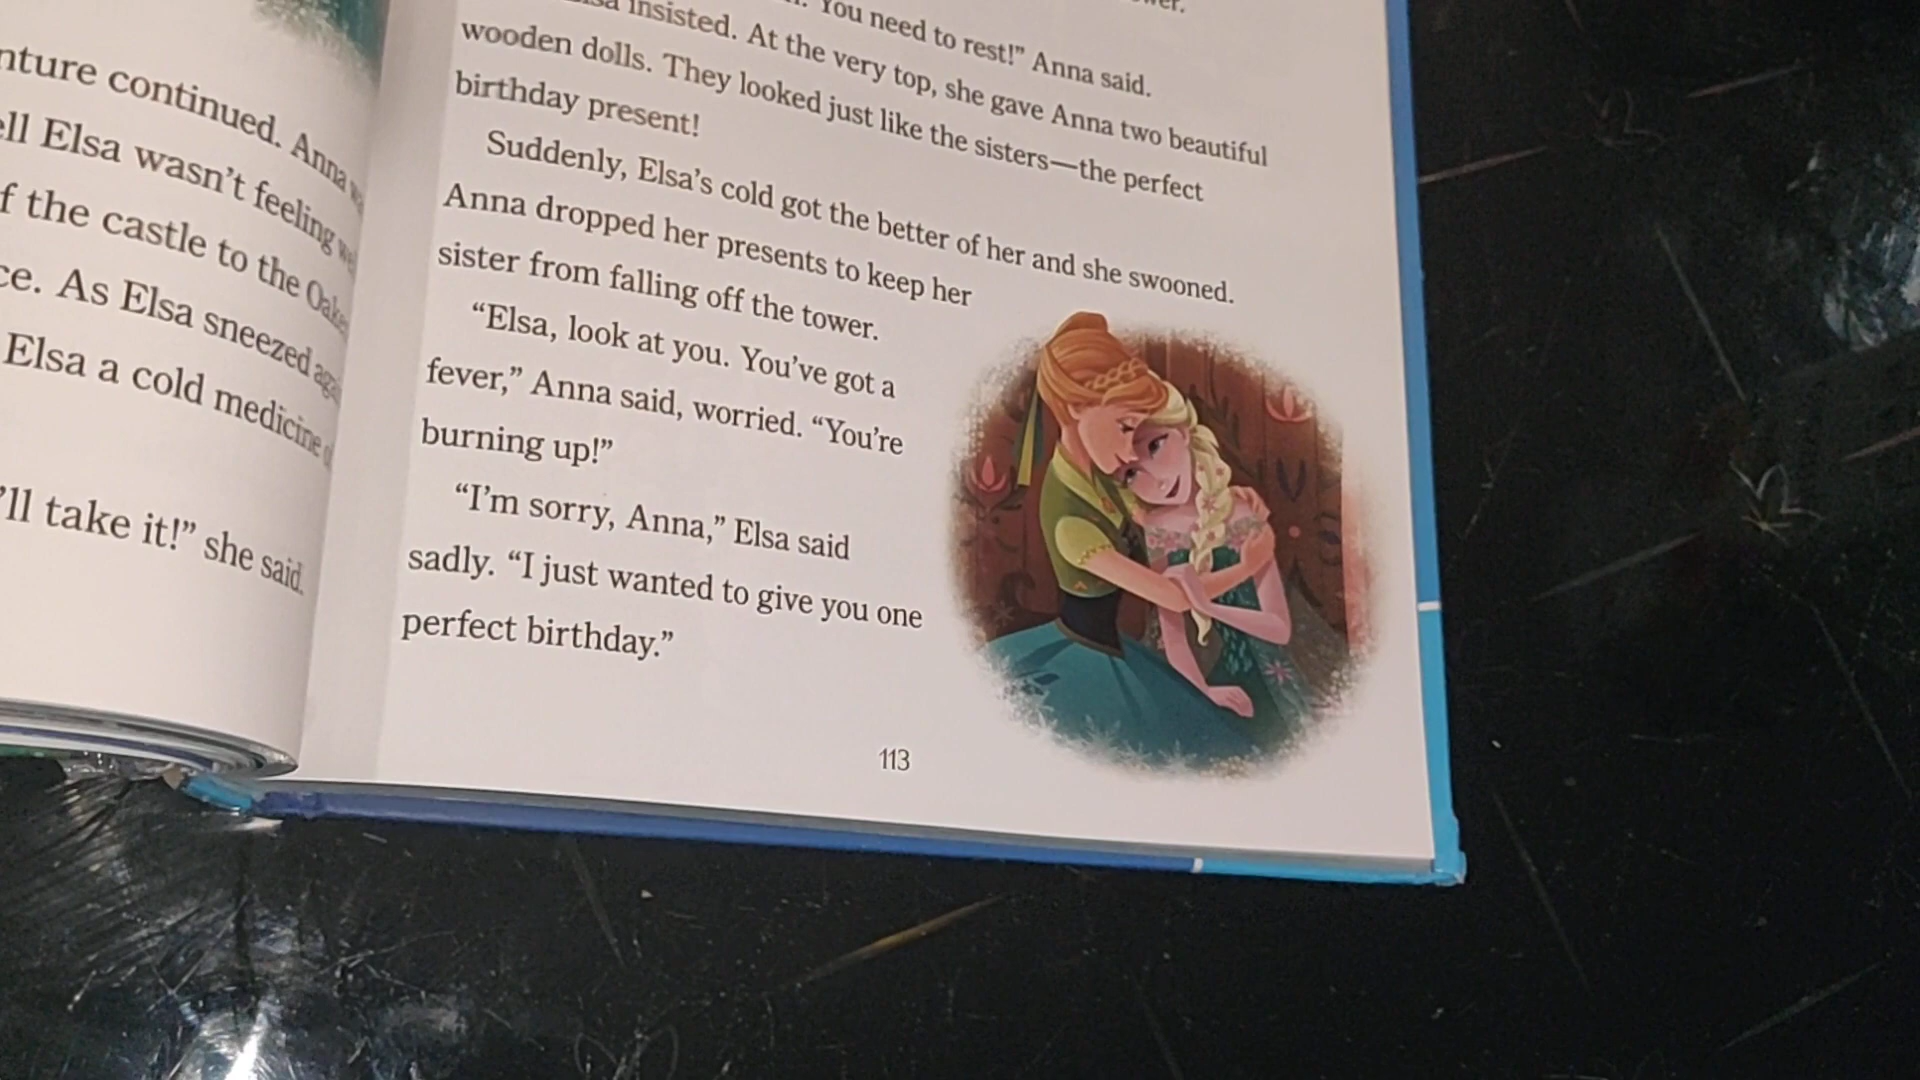 nture continued. Anna
ell Elsa wasn't feeling
f the castle to the
ce. As Elsa sneezed
Elsa a cold medicine
'll take it!" she said.
You need to rest!" Anna said.
insisted. At the very top, she gave Anna two beautiful
wooden dolls. They looked just like the sisters—the perfect
birthday present!
Suddenly, Elsa's cold got the better of her and she swooned.
Anna dropped her presents to keep her
sister from falling off the tower.
"Elsa, look at you. You've got a
fever," Anna said, worried. "You're
burning up!"
"I'm sorry, Anna," Elsa said
sadly. "I just wanted to give you one
perfect birthday."
113